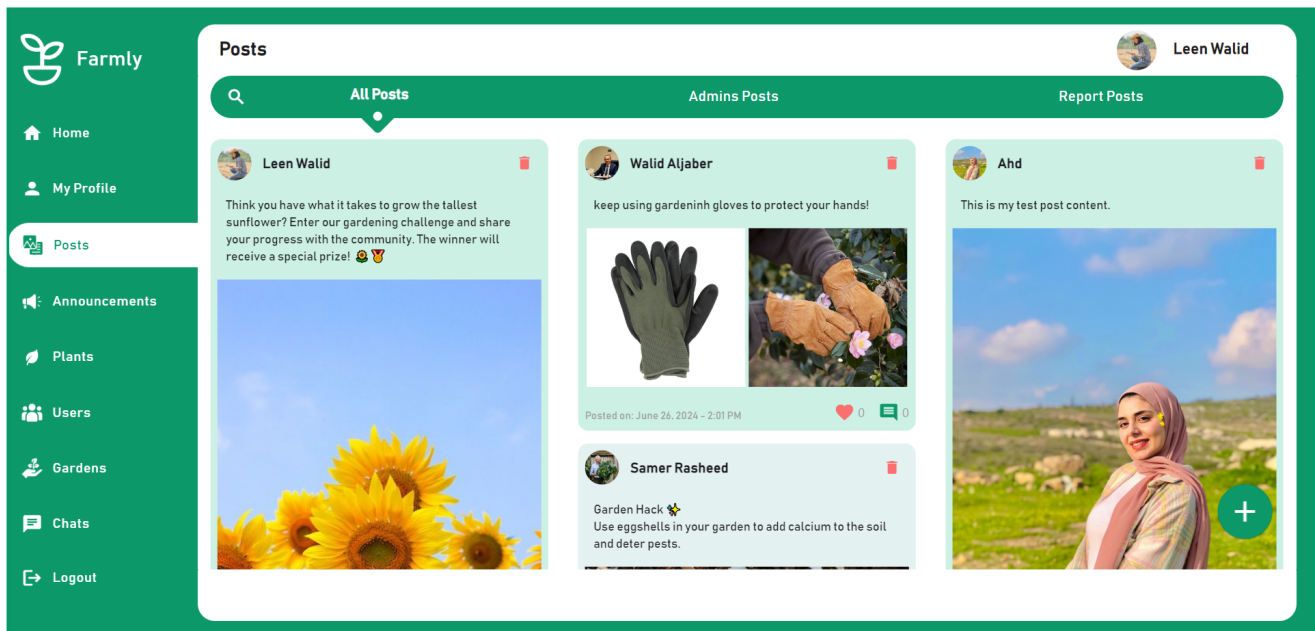 Farmly
Home
My Profile
Posts
Announcements
Plants
Users
Gardens
Chats
Logout
Posts
Leen Walid
All Posts
Admins Posts
Report Posts
Leen Walid
Think you have what it takes to grow the tallest
sunflower? Enter our gardening challenge and share
your progress with the community. The winner will
receive a special prize! 🌻 🏅
Walid Aljaber
keep using gardeninh gloves to protect your hands!
Posted on: June 26, 2024 - 2:01 PM
0
0
Samer Rasheed
Garden Hack ✨
Use eggshells in your garden to add calcium to the soil
and deter pests.
Ahd
This is my test post content.